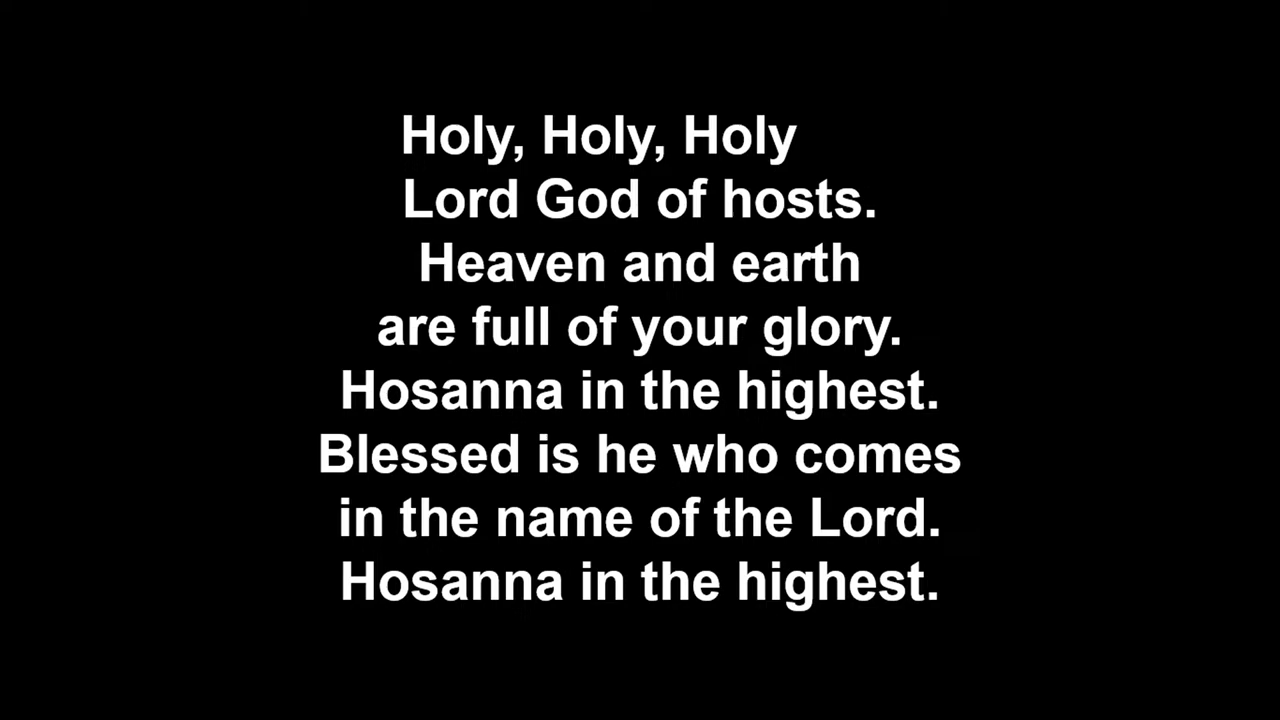 Holy, Holy, Holy
Lord God of hosts.
Heaven and earth
are full of your glory.
Hosanna in the highest.
Blessed is he who comes
in the name of the Lord.
Hosanna in the highest.